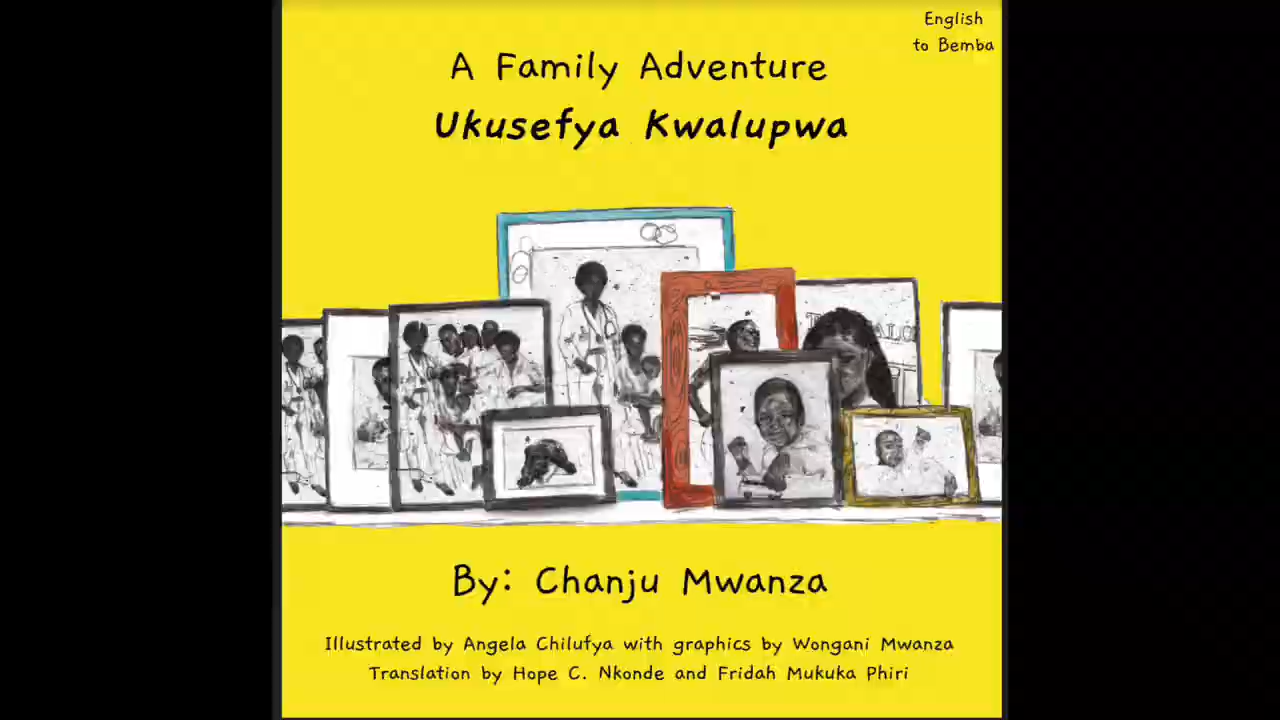 English
to Bemba
A Family Adventure
Ukusefya Kwalupwa
By: Chanju Mwanza
Illustrated by Angela Chilufya with graphics by Wongani Mwanza
Translation by Hope C. Nkonde and Fridah Mukuka Phiri